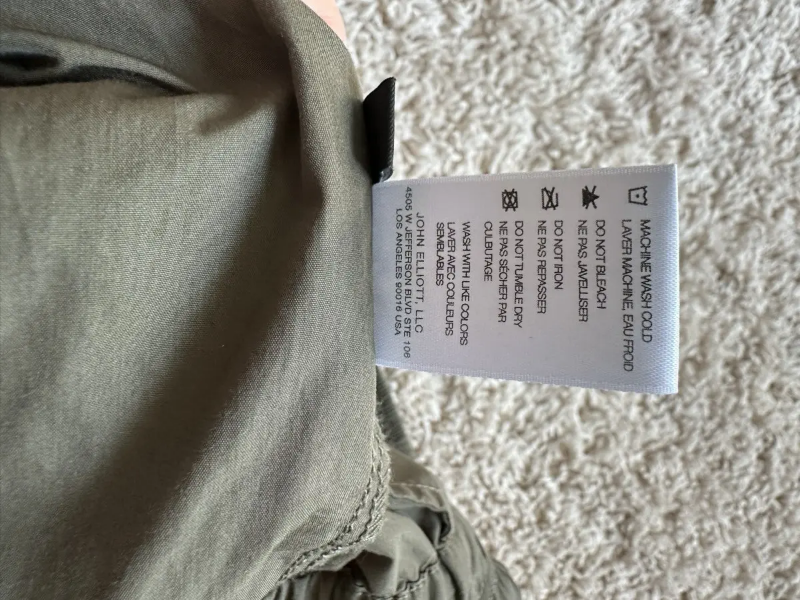 MACHINE WASH COLD
LAVER MACHINE, EAU FROID
DO NOT BLEACH
NE PAS JAVELLISER
DO NOT IRON
NE PAS REPASSER
DO NOT TUMBLE DRY
NE PAS SÉCHER PAR
CULBUTAGE
WASH WITH LIKE COLORS
LAVER AVEC COULEURS
SEMBLABLES
JOHN ELLIOTT, LLC
4505 W JEFFERSON BLVD STE 106
LOS ANGELES 90016 USA